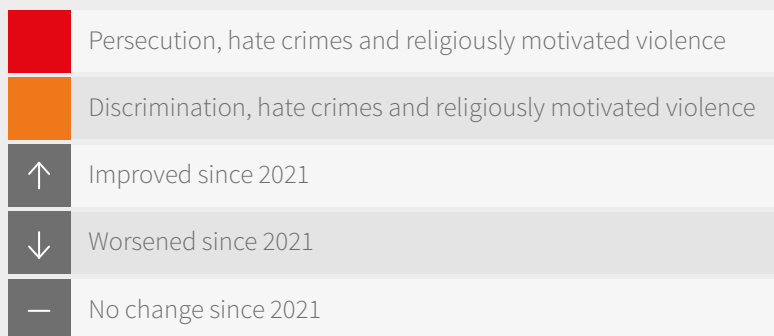 Persecution, hate crimes and religiously motivated violence
Discrimination, hate crimes and religiously motivated violence
Improved since 2021
Worsened since 2021
No change since 2021